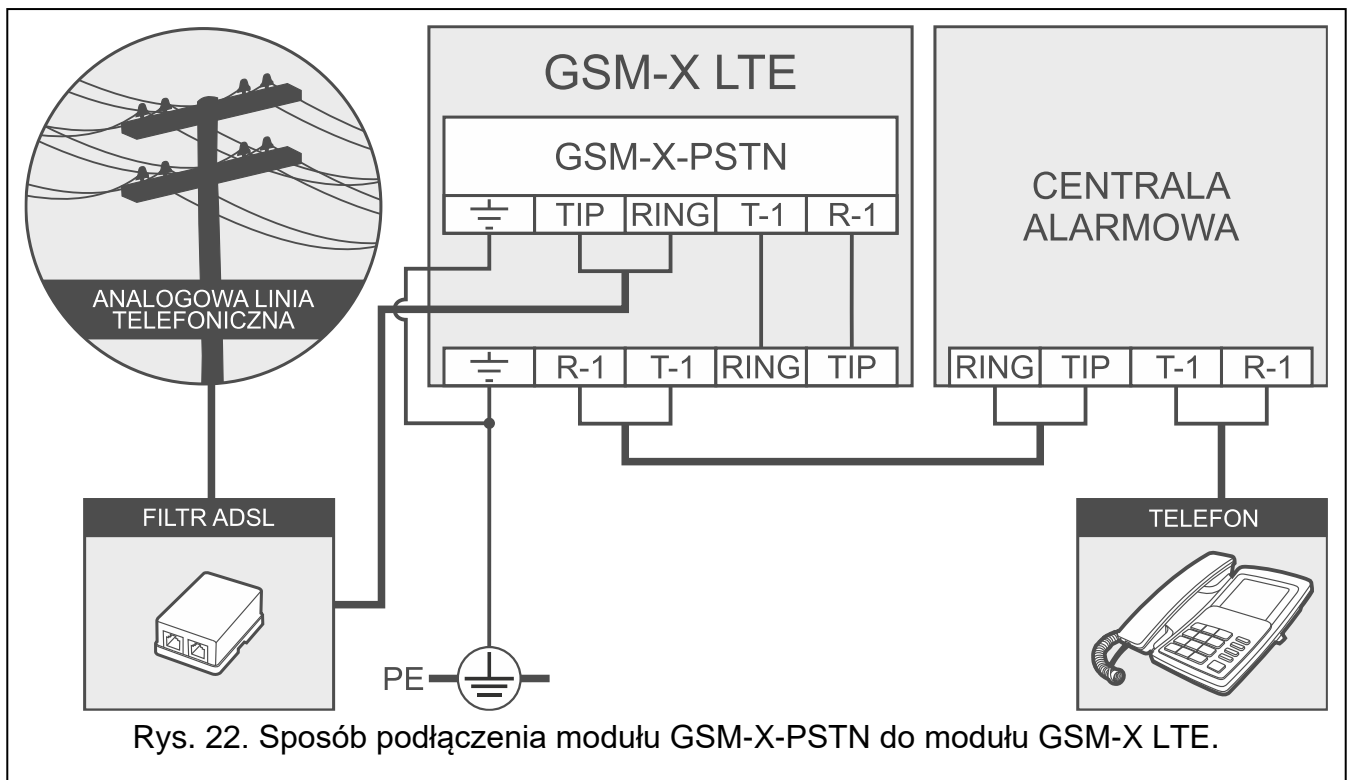 GSM-X LTE
GSM-X-PSTN
TIP RING T-1 R-1
CENTRALA
ALARMOWA
ANALOGOWA LINIA
TELEFONICZNA
R-1 T-1 RING TIP
RING TIP T-1 R-1
FILTR ADSL
TELEFON
PE
Rys. 22. Sposób podłączenia modułu GSM-X-PSTN do modułu GSM-X LTE.